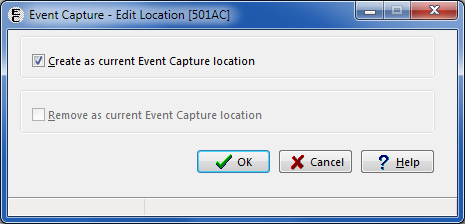 Event Capture - Edit Location [501AC]
Create as current Event Capture location
Remove as current Event Capture location
OK Cancel Help